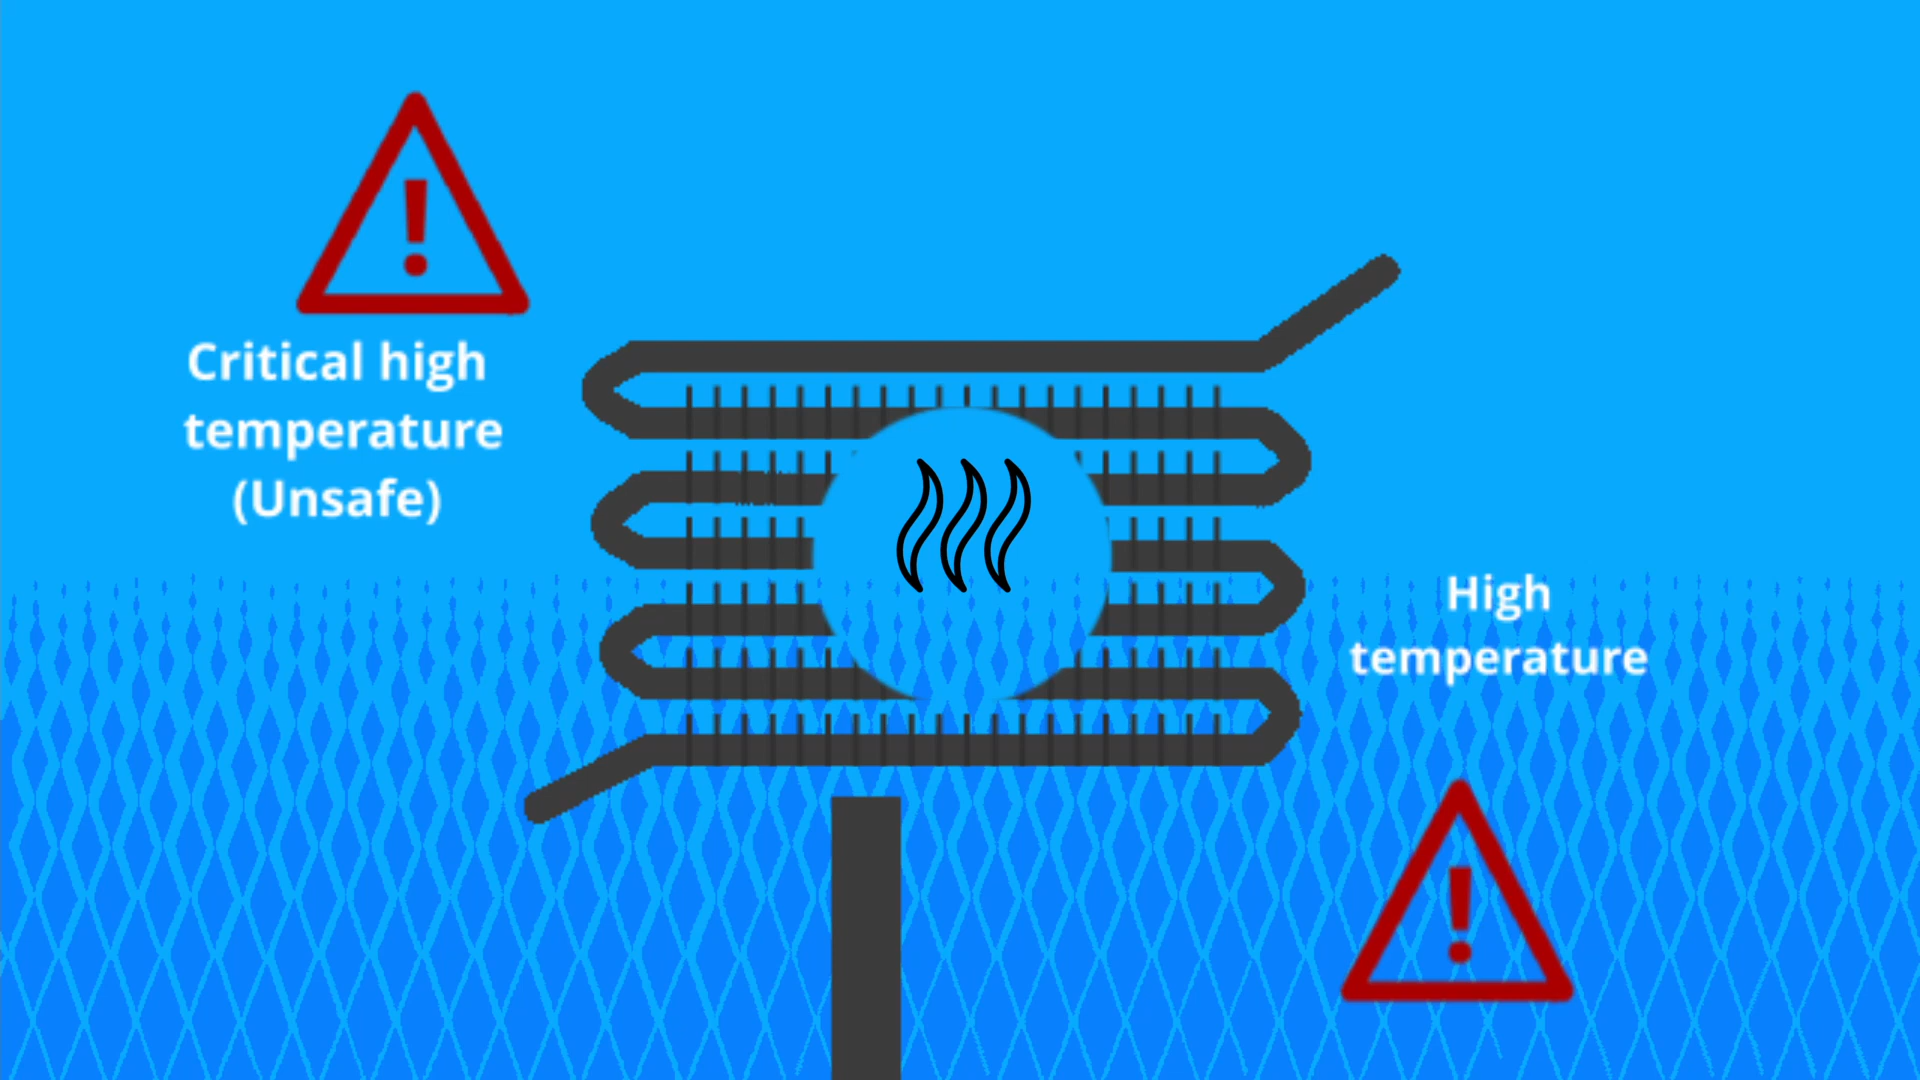 Critical high
temperature
(Unsafe)
High
temperature